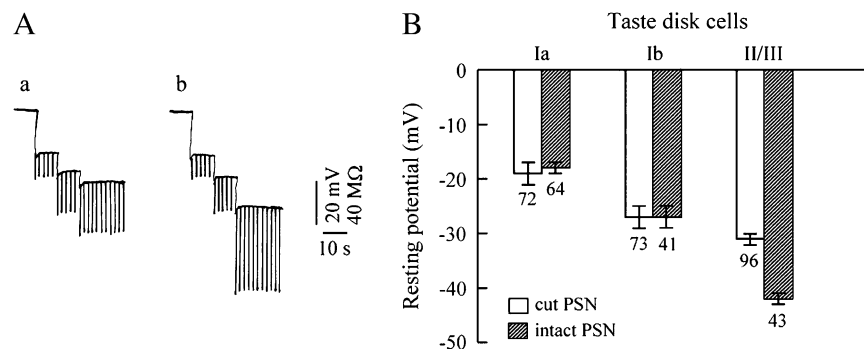 A
a
b
20 mV
40 MΩ
10 s
B
Taste disk cells
Ia Ib II/III
Resting potential (mV)
0
-10
-20
-30
-40
-50
72 64
73 41
96
43
cut PSN
intact PSN